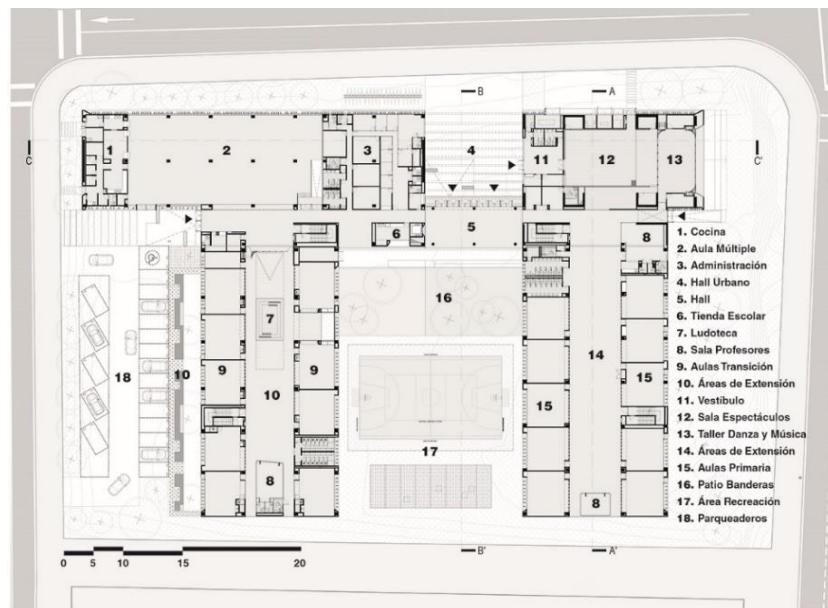 B
A
1
2
3
4
11
12
13
C
C'
1. Cocina
2. Aula Múltiple
3. Administración
4. Hall Urbano
5. Hall
6. Tienda Escolar
7. Ludoteca
8. Sala Profesores
9. Aulas Transición
10. Áreas de Extensión
11. Vestíbulo
12. Sala Espectáculos
13. Taller Danza y Música
14. Áreas de Extensión
15. Aulas Primaria
16. Patio Banderas
17. Área Recreación
18. Parqueaderos
6
5
8
16
7
14
18
10
9
10
9
15
15
17
8
8
0
5
10
15
20
B'
A'